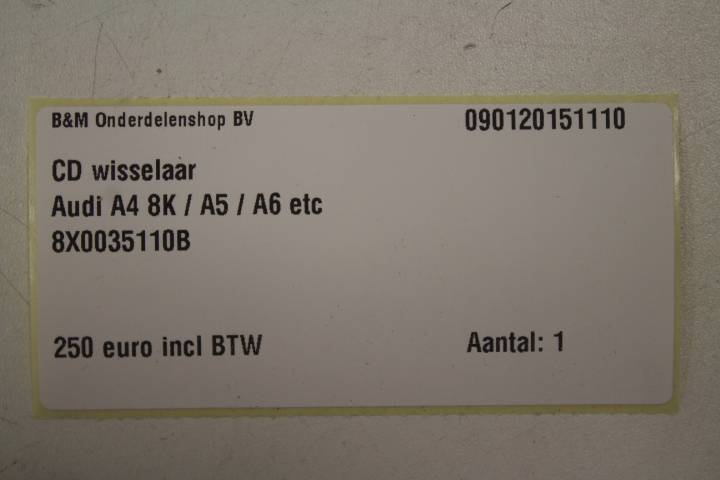 B&M Onderdelenshop BV 090120151110
CD wisselaar
Audi A4 8K / A5 / A6 etc
8X0035110B
250 euro incl BTW Aantal: 1